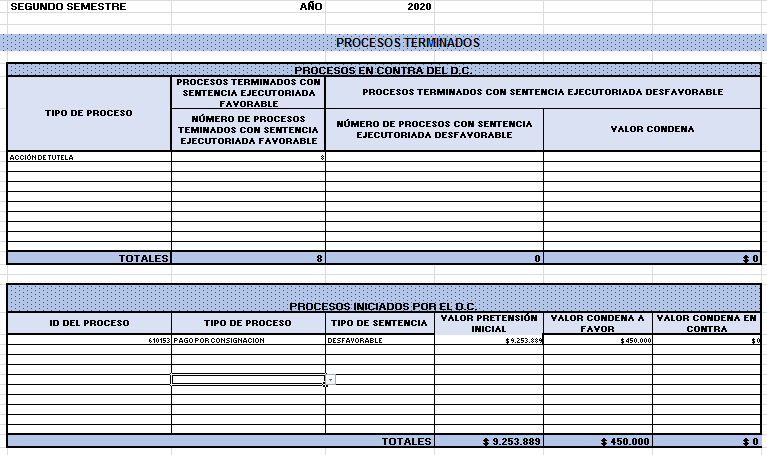 SEGUNDO SEMESTRE AÑO 2020
PROCESOS TERMINADOS
PROCESOS EN CONTRA DEL D.C.
TIPO DE PROCESO
PROCESOS TERMINADOS CON
SENTENCIA EJECUTORIADA
FAVORABLE
PROCESOS TERMINADOS CON SENTENCIA EJECUTORIADA DESFAVORABLE
NÚMERO DE PROCESOS
TEMINADOS CON SENTENCIA
EJECUTORIADA FAVORABLE
NÚMERO DE PROCESOS CON SENTENCIA
EJECUTORIADA DESFAVORABLE
VALOR CONDENA
ACCIÓN DE TUTELA 8
TOTALES 8 0 $ 0
PROCESOS INICIADOS POR EL D.C.
ID DEL PROCESO
TIPO DE PROCESO
TIPO DE SENTENCIA
VALOR PRETENSIÓN
INICIAL
VALOR CONDENA A
FAVOR
VALOR CONDENA EN
CONTRA
610153 PAGO POR CONSIGNACION DESFAVORABLE $ 9.253.889 $ 450.000 $ 0
TOTALES $ 9.253.889 $ 450.000 $ 0